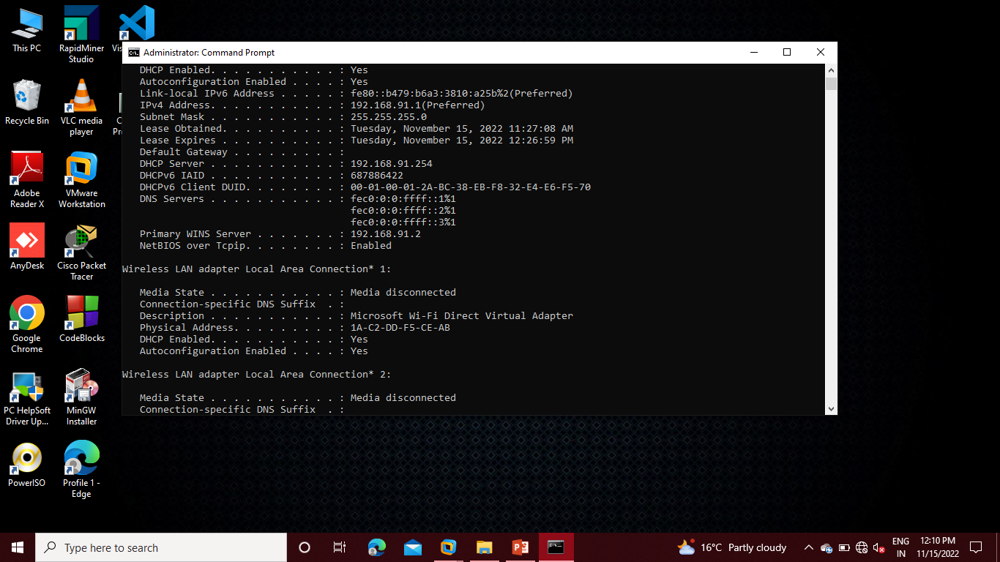 This PC
RapidMiner
Studio
Vis
Recycle Bin
VLC media
player
C
Pr
Adobe
Reader X
VMware
Workstation
AnyDesk
Cisco Packet
Tracer
Google
Chrome
CodeBlocks
PC HelpSoft
Driver Up...
MinGW
Installer
PowerISO
Profile 1 -
Edge
Administrator: Command Prompt
DHCP Enabled. . . . . . . . . . . : Yes
Autoconfiguration Enabled . . . . : Yes
Link-local IPv6 Address . . . . . : fe80::b479:b6a3:3810:a25b%2(Preferred)
IPv4 Address. . . . . . . . . . . : 192.168.91.1(Preferred)
Subnet Mask . . . . . . . . . . . : 255.255.255.0
Lease Obtained. . . . . . . . . . : Tuesday, November 15, 2022 11:27:08 AM
Lease Expires . . . . . . . . . . : Tuesday, November 15, 2022 12:26:59 PM
Default Gateway . . . . . . . . . :
DHCP Server . . . . . . . . . . . : 192.168.91.254
DHCPv6 IAID . . . . . . . . . . . : 687886422
DHCPv6 Client DUID. . . . . . . . : 00-01-00-01-2A-BC-38-EB-F8-32-E4-E6-F5-70
DNS Servers . . . . . . . . . . . : fec0:0:0:ffff::1%1
fec0:0:0:ffff::2%1
fec0:0:0:ffff::3%1
Primary WINS Server . . . . . . . : 192.168.91.2
NetBIOS over Tcpip. . . . . . . . : Enabled
Wireless LAN adapter Local Area Connection* 1:
Media State . . . . . . . . . . . : Media disconnected
Connection-specific DNS Suffix  . :
Description . . . . . . . . . . . : Microsoft Wi-Fi Direct Virtual Adapter
Physical Address. . . . . . . . . : 1A-C2-DD-F5-CE-AB
DHCP Enabled. . . . . . . . . . . : Yes
Autoconfiguration Enabled . . . . : Yes
Wireless LAN adapter Local Area Connection* 2:
Media State . . . . . . . . . . . : Media disconnected
Connection-specific DNS Suffix  . :
Type here to search
16°C Partly cloudy
ENG
IN
12:10 PM
11/15/2022